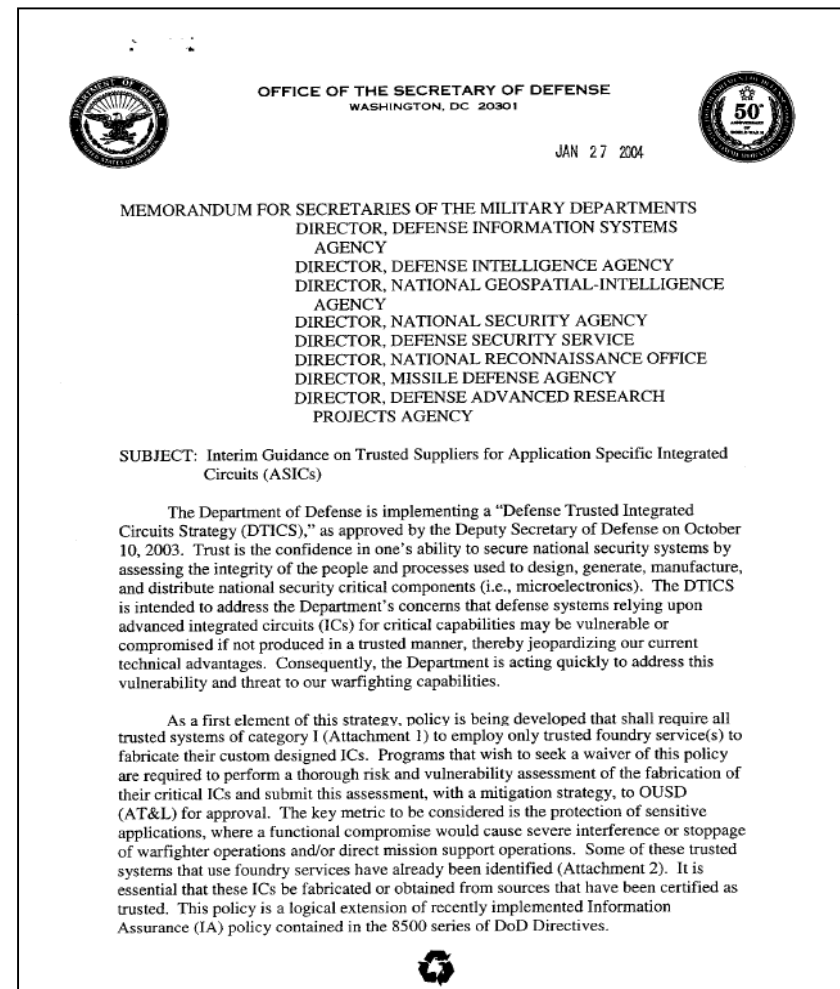 OFFICE OF THE SECRETARY OF DEFENSE
WASHINGTON, DC 20301
DEPARTMENT OF DEFENSE
UNITED STATES OF AMERICA
50
JAN 27 2004
MEMORANDUM FOR SECRETARIES OF THE MILITARY DEPARTMENTS
DIRECTOR, DEFENSE INFORMATION SYSTEMS
AGENCY
DIRECTOR, DEFENSE INTELLIGENCE AGENCY
DIRECTOR, NATIONAL GEOSPATIAL-INTELLIGENCE
AGENCY
DIRECTOR, NATIONAL SECURITY AGENCY
DIRECTOR, DEFENSE SECURITY SERVICE
DIRECTOR, NATIONAL RECONNAISSANCE OFFICE
DIRECTOR, MISSILE DEFENSE AGENCY
DIRECTOR, DEFENSE ADVANCED RESEARCH
PROJECTS AGENCY
SUBJECT: Interim Guidance on Trusted Suppliers for Application Specific Integrated
Circuits (ASICs)
The Department of Defense is implementing a “Defense Trusted Integrated
Circuits Strategy (DTICS),” as approved by the Deputy Secretary of Defense on October
10, 2003. Trust is the confidence in one’s ability to secure national security systems by
assessing the integrity of the people and processes used to design, generate, manufacture,
and distribute national security critical components (i.e., microelectronics). The DTICS
is intended to address the Department’s concerns that defense systems relying upon
advanced integrated circuits (ICs) for critical capabilities may be vulnerable or
compromised if not produced in a trusted manner, thereby jeopardizing our current
technical advantages. Consequently, the Department is acting quickly to address this
vulnerability and threat to our warfighting capabilities.
As a first element of this strategy, policy is being developed that shall require all
trusted systems of category I (Attachment 1) to employ only trusted foundry service(s) to
fabricate their custom designed ICs. Programs that wish to seek a waiver of this policy
are required to perform a thorough risk and vulnerability assessment of the fabrication of
their critical ICs and submit this assessment, with a mitigation strategy, to OUSD
(AT&L) for approval. The key metric to be considered is the protection of sensitive
applications, where a functional compromise would cause severe interference or stoppage
of warfighter operations and/or direct mission support operations. Some of these trusted
systems that use foundry services have already been identified (Attachment 2). It is
essential that these ICs be fabricated or obtained from sources that have been certified as
trusted. This policy is a logical extension of recently implemented Information
Assurance (IA) policy contained in the 8500 series of DoD Directives.